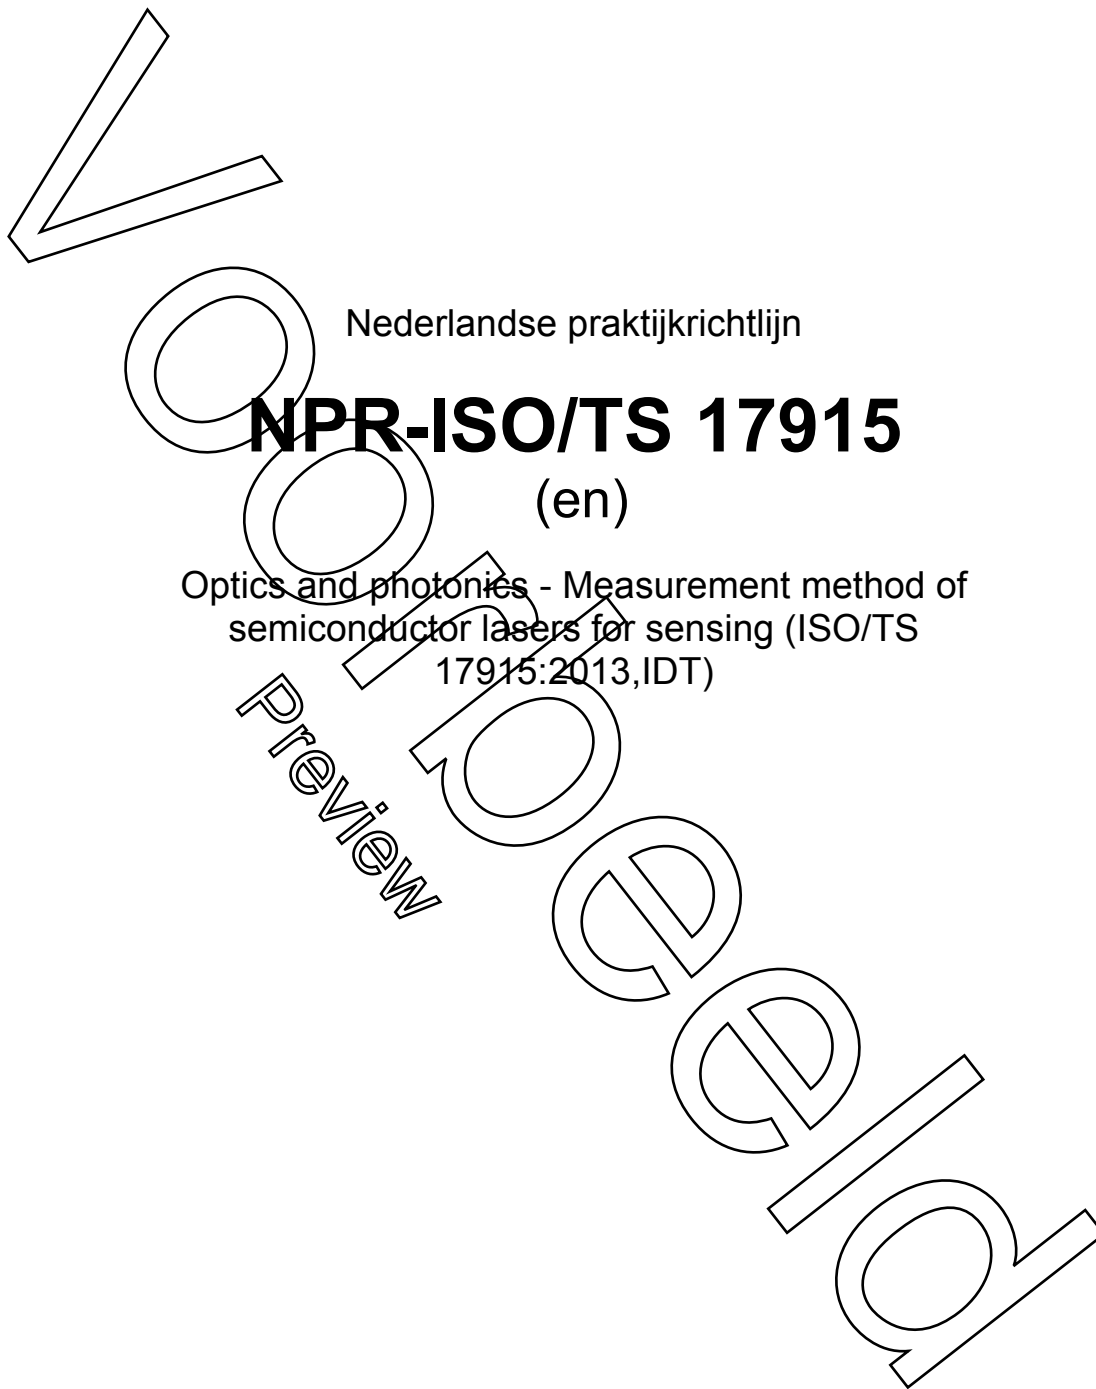 Nederlandse praktijkrichtlijn
NPR-ISO/TS 17915
(en)
Optics and photonics - Measurement method of
semiconductor lasers for sensing (ISO/TS
17915:2013,IDT)
Voorbeeld
Preview